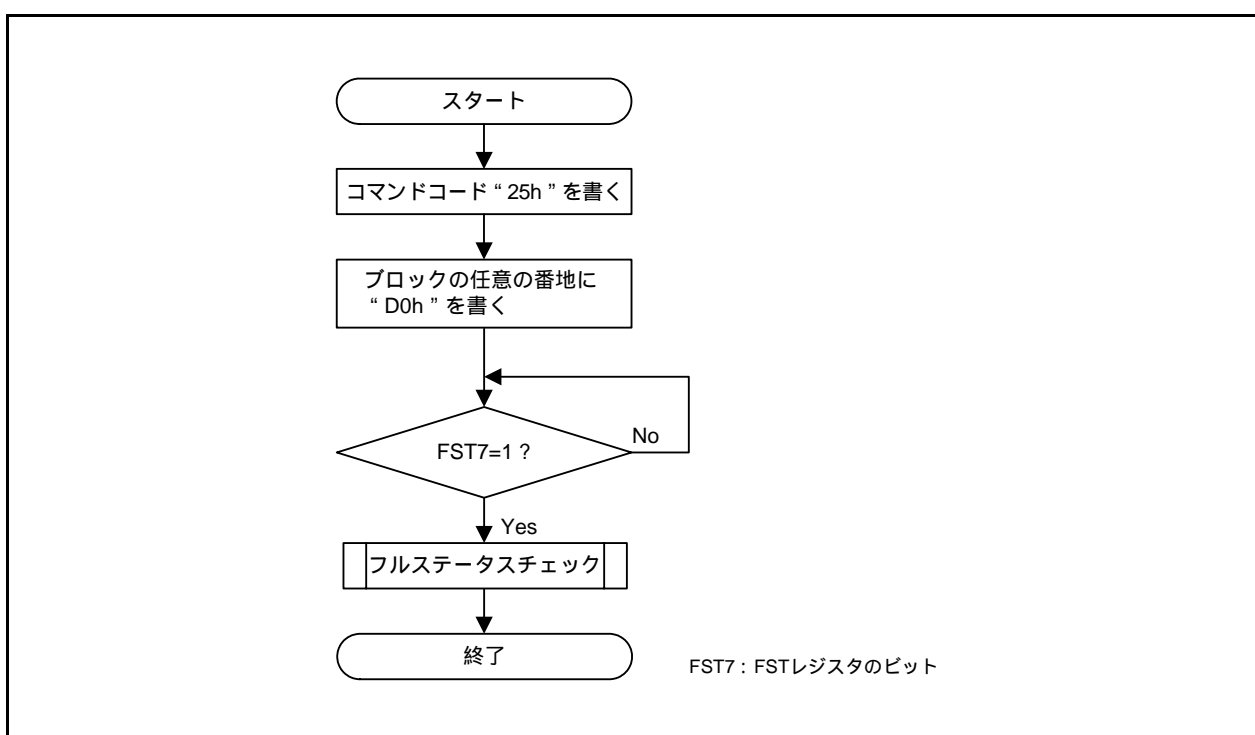 スタート
コマンドコード “ 25h ” を書く
ブロックの任意の番地に
“ D0h ” を書く
FST7=1 ?
No
Yes
フルステータスチェック
終了
FST7 : FSTレジスタのビット